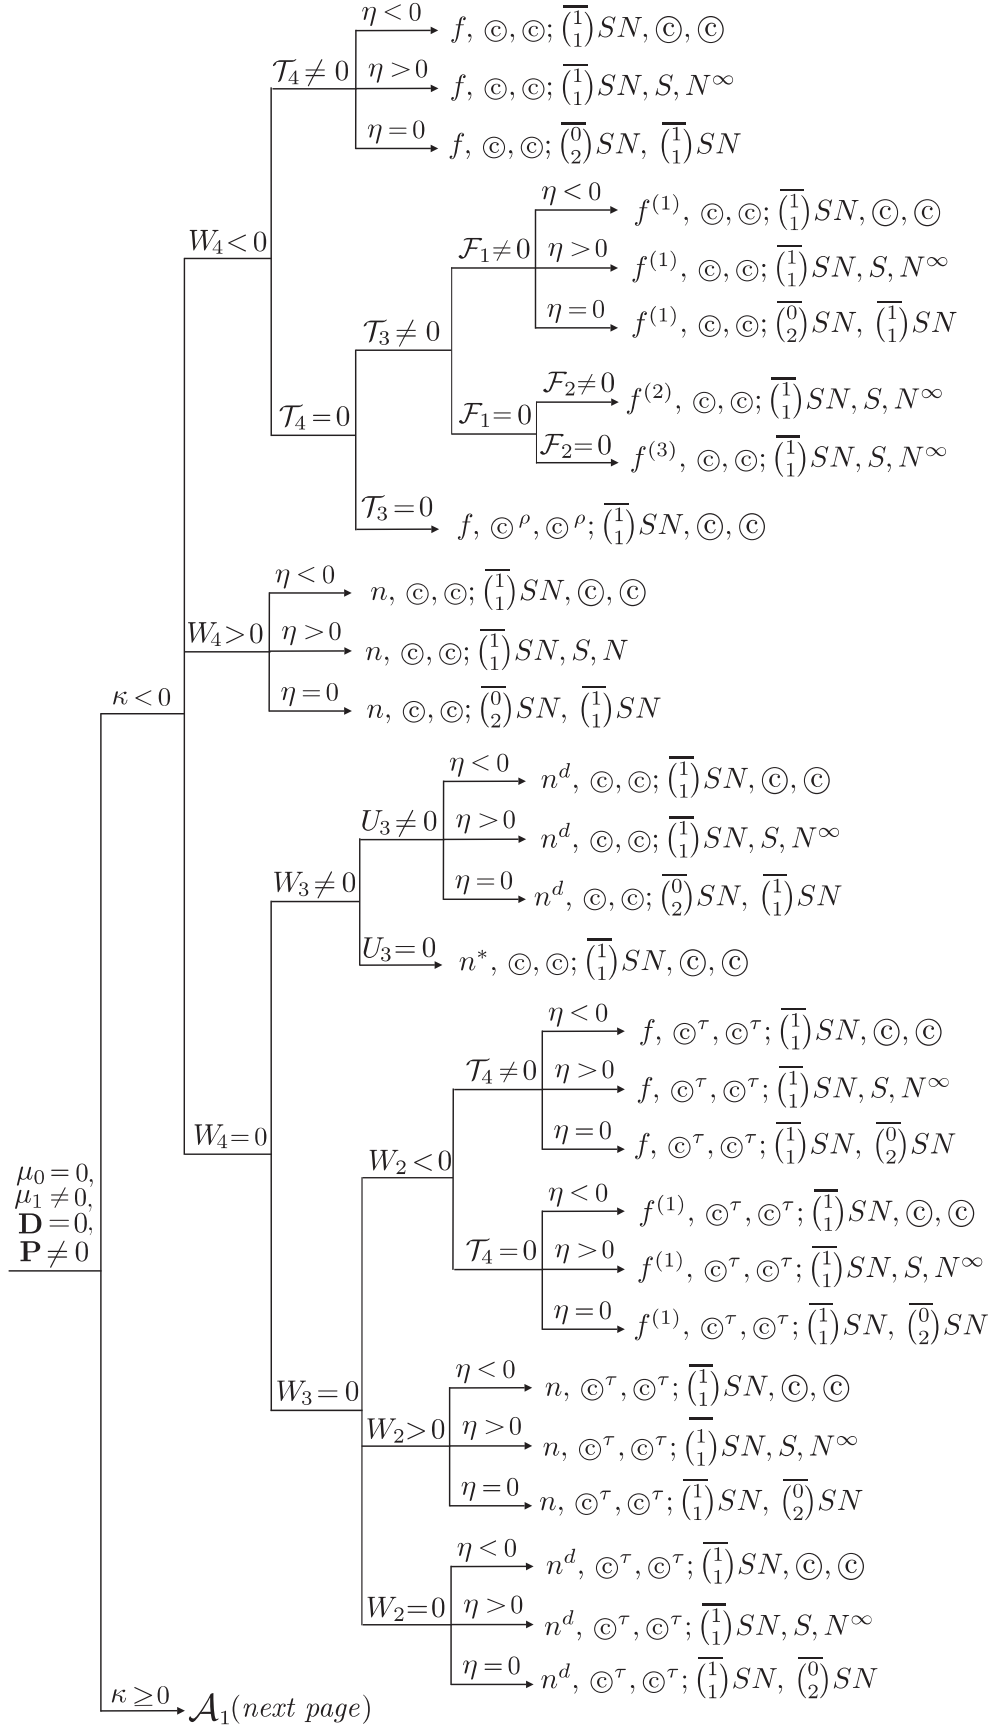 η<0 f, ©, ©; \overline{\binom{1}{1}}SN, ©, ©
𝒯₄≠0 η>0 f, ©, ©; \overline{\binom{1}{1}}SN, S, N^∞
η=0 f, ©, ©; \overline{\binom{0}{2}}SN, \overline{\binom{1}{1}}SN
η<0 f^{(1)}, ©, ©; \overline{\binom{1}{1}}SN, ©, ©
W₄<0 ℱ₁≠0 η>0 f^{(1)}, ©, ©; \overline{\binom{1}{1}}SN, S, N^∞
η=0 f^{(1)}, ©, ©; \overline{\binom{0}{2}}SN, \overline{\binom{1}{1}}SN
𝒯₃≠0
ℱ₂≠0 f^{(2)}, ©, ©; \overline{\binom{1}{1}}SN, S, N^∞
𝒯₄=0 ℱ₁=0
ℱ₂=0 f^{(3)}, ©, ©; \overline{\binom{1}{1}}SN, S, N^∞
𝒯₃=0 f, ©^ρ, ©^ρ; \overline{\binom{1}{1}}SN, ©, ©
η<0 n, ©, ©; \overline{\binom{1}{1}}SN, ©, ©
W₄>0 η>0 n, ©, ©; \overline{\binom{1}{1}}SN, S, N
η=0 n, ©, ©; \overline{\binom{0}{2}}SN, \overline{\binom{1}{1}}SN
κ<0
η<0 n^d, ©, ©; \overline{\binom{1}{1}}SN, ©, ©
U₃≠0 η>0 n^d, ©, ©; \overline{\binom{1}{1}}SN, S, N^∞
W₃≠0 η=0 n^d, ©, ©; \overline{\binom{0}{2}}SN, \overline{\binom{1}{1}}SN
U₃=0 n*, ©, ©; \overline{\binom{1}{1}}SN, ©, ©
η<0 f, ©^τ, ©^τ; \overline{\binom{1}{1}}SN, ©, ©
𝒯₄≠0 η>0 f, ©^τ, ©^τ; \overline{\binom{1}{1}}SN, S, N^∞
W₄=0 η=0 f, ©^τ, ©^τ; \overline{\binom{1}{1}}SN, \overline{\binom{0}{2}}SN
W₂<0
μ₀=0,
μ₁≠0,
𝐃=0,
𝐏≠0
η<0 f^{(1)}, ©^τ, ©^τ; \overline{\binom{1}{1}}SN, ©, ©
𝒯₄=0 η>0 f^{(1)}, ©^τ, ©^τ; \overline{\binom{1}{1}}SN, S, N^∞
η=0 f^{(1)}, ©^τ, ©^τ; \overline{\binom{1}{1}}SN, \overline{\binom{0}{2}}SN
W₃=0 η<0 n, ©^τ, ©^τ; \overline{\binom{1}{1}}SN, ©, ©
W₂>0 η>0 n, ©^τ, ©^τ; \overline{\binom{1}{1}}SN, S, N^∞
η=0 n, ©^τ, ©^τ; \overline{\binom{1}{1}}SN, \overline{\binom{0}{2}}SN
η<0 n^d, ©^τ, ©^τ; \overline{\binom{1}{1}}SN, ©, ©
W₂=0 η>0 n^d, ©^τ, ©^τ; \overline{\binom{1}{1}}SN, S, N^∞
η=0 n^d, ©^τ, ©^τ; \overline{\binom{1}{1}}SN, \overline{\binom{0}{2}}SN
κ≥0 𝒜₁(next page)